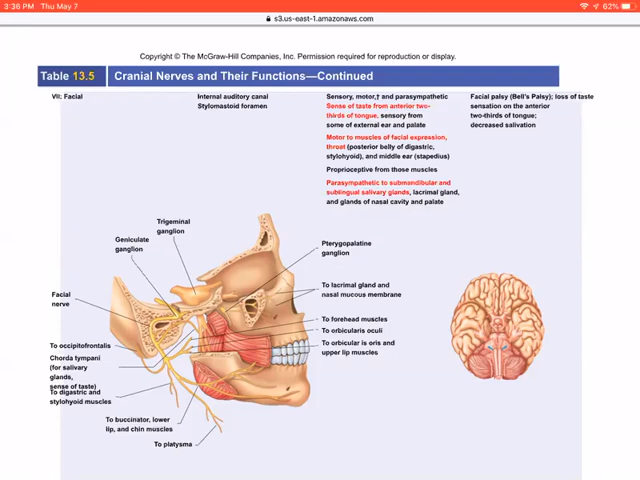 3:36 PM Thu May 7
62%
s3.us-east-1.amazonaws.com
Copyright © The McGraw-Hill Companies, Inc. Permission required for reproduction or display.
Table 13.5 Cranial Nerves and Their Functions—Continued
VII: Facial
Internal auditory canal
Stylomastoid foramen
Sensory, motor,† and parasympathetic
Sense of taste from anterior two-
thirds of tongue, sensory from
some of external ear and palate
Motor to muscles of facial expression,
throat (posterior belly of digastric,
stylohyoid), and middle ear (stapedius)
Proprioceptive from those muscles
Parasympathetic to submandibular and
sublingual salivary glands, lacrimal gland,
and glands of nasal cavity and palate
Facial palsy (Bell's Palsy); loss of taste
sensation on the anterior
two-thirds of tongue;
decreased salivation
Trigeminal
ganglion
Geniculate
ganglion
Pterygopalatine
ganglion
To lacrimal gland and
nasal mucous membrane
Facial
nerve
To forehead muscles
To orbicularis oculi
To orbicular is oris and
upper lip muscles
To occipitofrontalis
Chorda tympani
(for salivary
glands,
sense of taste)
To digastric and
stylohyoid muscles
To buccinator, lower
lip, and chin muscles
To platysma